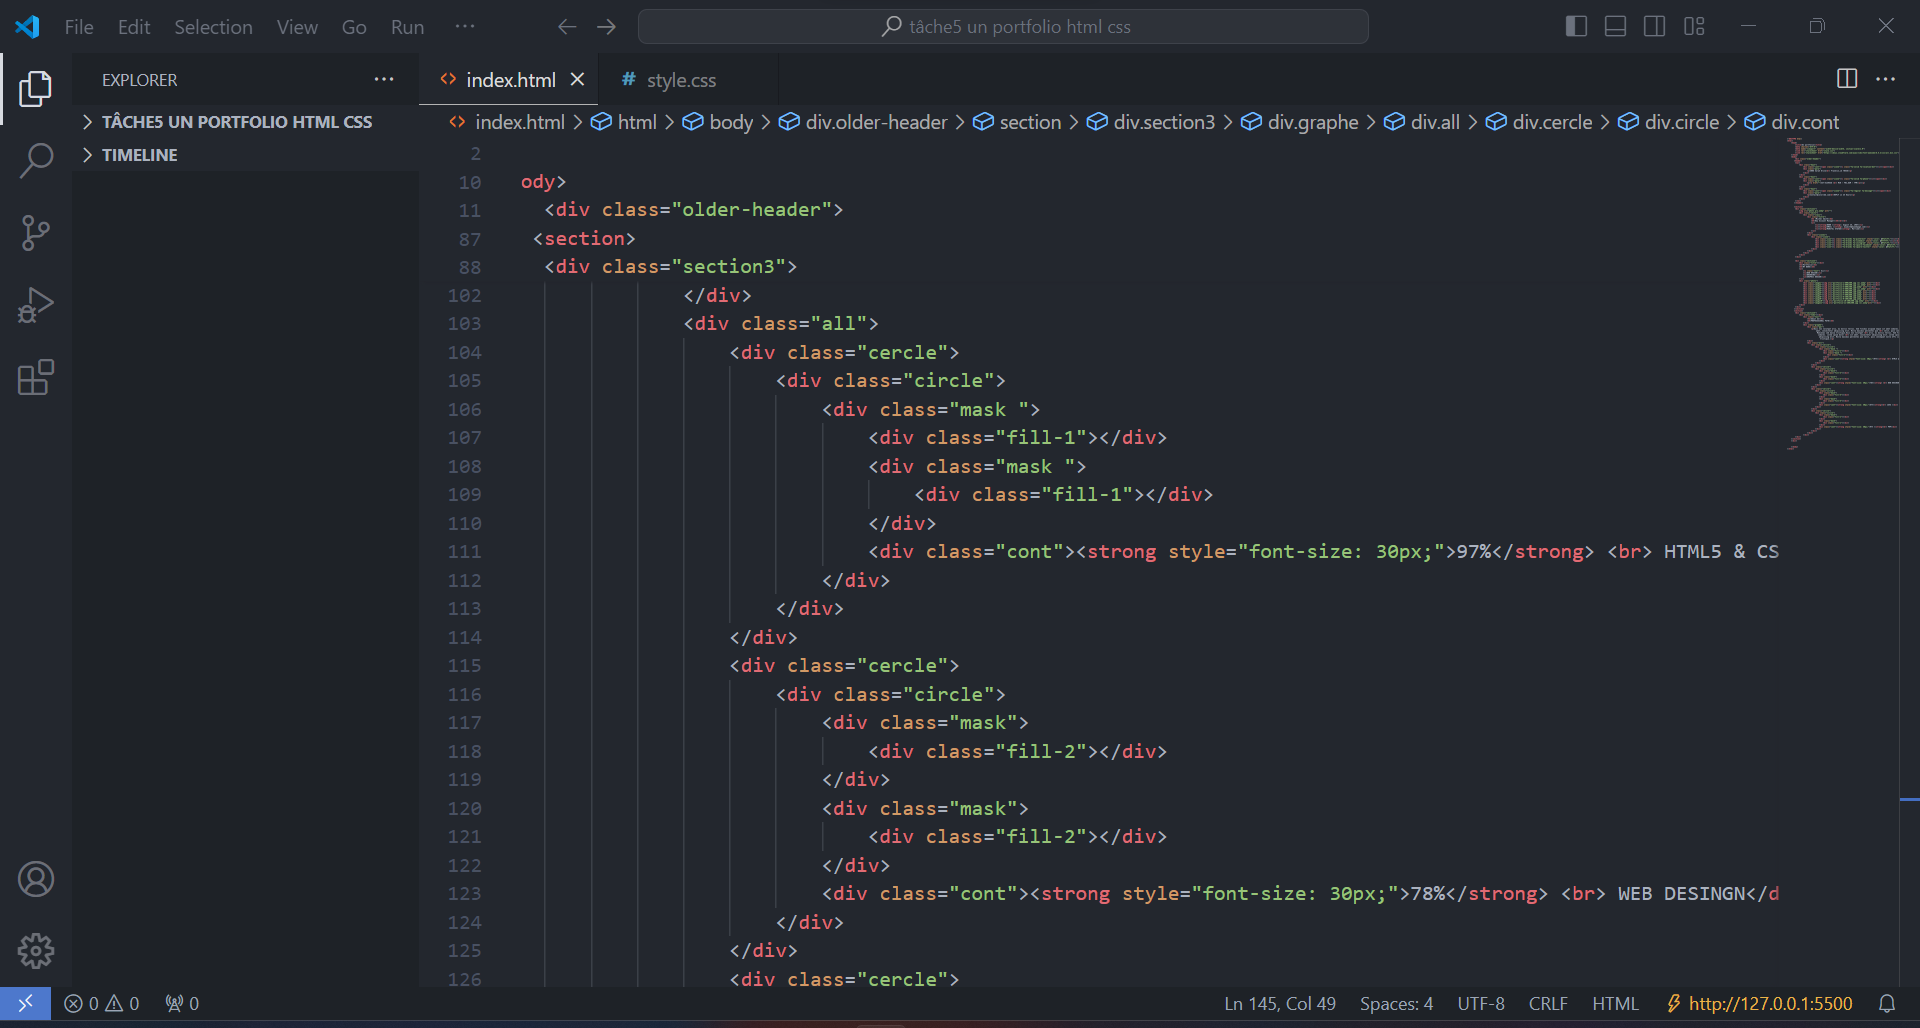 File Edit Selection View Go Run ··· tâche5 un portfolio html css
EXPLORER ···
index.html
# style.css
TÂCHE5 UN PORTFOLIO HTML CSS
TIMELINE
<> index.html > html > body > div.older-header > section > div.section3 > div.graphe > div.all > div.cercle > div.circle > div.cont
2
10 ody>
11 <div class="older-header">
87 <section>
88 <div class="section3">
102 </div>
103 <div class="all">
104 <div class="cercle">
105 <div class="circle">
106 <div class="mask ">
107 <div class="fill-1"></div>
108 <div class="mask ">
109 <div class="fill-1"></div>
110 </div>
111 <div class="cont"><strong style="font-size: 30px;">97%</strong> <br> HTML5 & CS
112 </div>
113 </div>
114 </div>
115 <div class="cercle">
116 <div class="circle">
117 <div class="mask">
118 <div class="fill-2"></div>
119 </div>
120 <div class="mask">
121 <div class="fill-2"></div>
122 </div>
123 <div class="cont"><strong style="font-size: 30px;">78%</strong> <br> WEB DESINGN</d
124 </div>
125 </div>
126 <div class="cercle">
0 0 0 Ln 145, Col 49 Spaces: 4 UTF-8 CRLF HTML http://127.0.0.1:5500